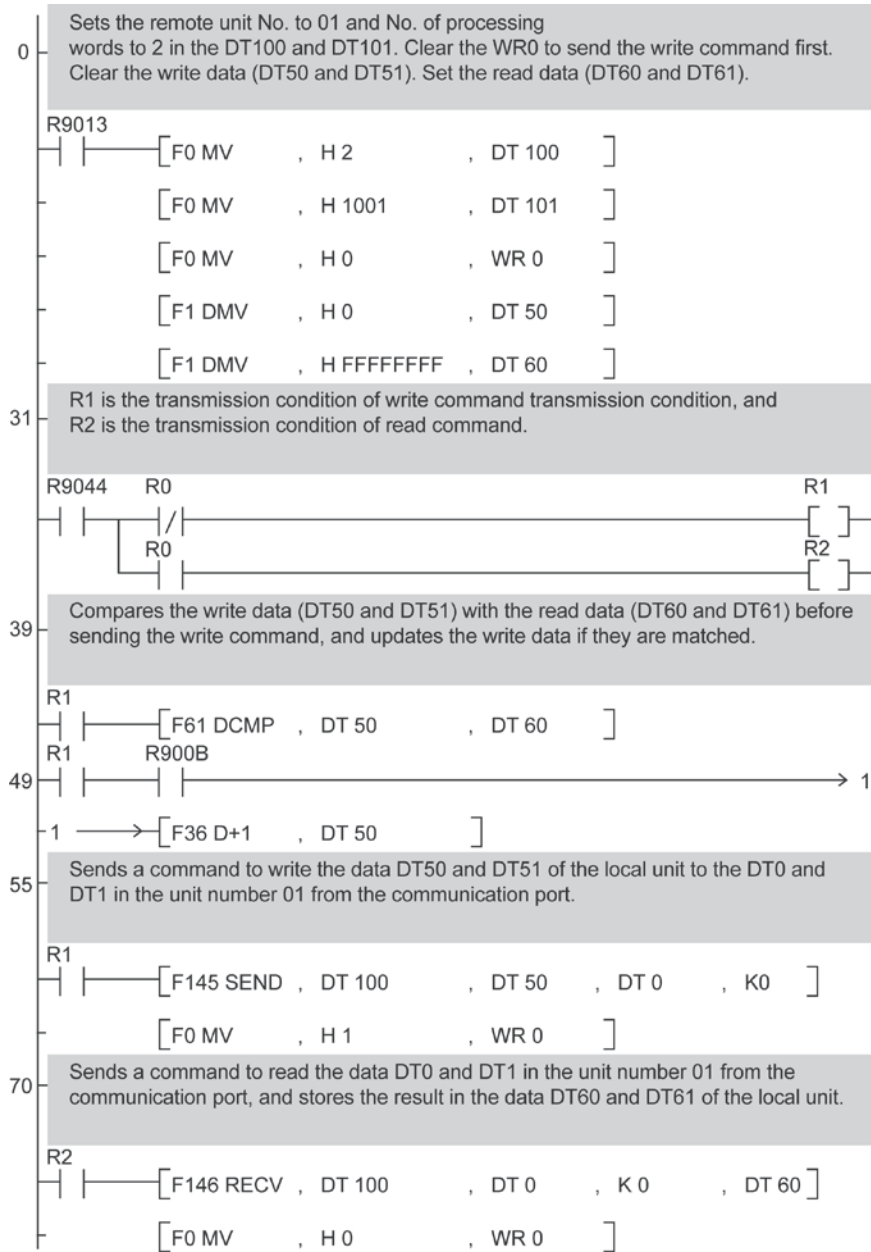 Sets the remote unit No. to 01 and No. of processing
0 words to 2 in the DT100 and DT101. Clear the WR0 to send the write command first.
Clear the write data (DT50 and DT51). Set the read data (DT60 and DT61).
R9013
F0 MV , H 2 , DT 100
F0 MV , H 1001 , DT 101
F0 MV , H 0 , WR 0
F1 DMV , H 0 , DT 50
F1 DMV , H FFFFFFFF , DT 60
R1 is the transmission condition of write command transmission condition, and
31 R2 is the transmission condition of read command.
R9044 R0 R1
R0 R2
Compares the write data (DT50 and DT51) with the read data (DT60 and DT61) before
39 sending the write command, and updates the write data if they are matched.
R1
F61 DCMP , DT 50 , DT 60
R1 R900B
49 1
1 F36 D+1 , DT 50
Sends a command to write the data DT50 and DT51 of the local unit to the DT0 and
55 DT1 in the unit number 01 from the communication port.
R1
F145 SEND , DT 100 , DT 50 , DT 0 , K0
F0 MV , H 1 , WR 0
Sends a command to read the data DT0 and DT1 in the unit number 01 from the
70 communication port, and stores the result in the data DT60 and DT61 of the local unit.
R2
F146 RECV , DT 100 , DT 0 , K 0 , DT 60
F0 MV , H 0 , WR 0